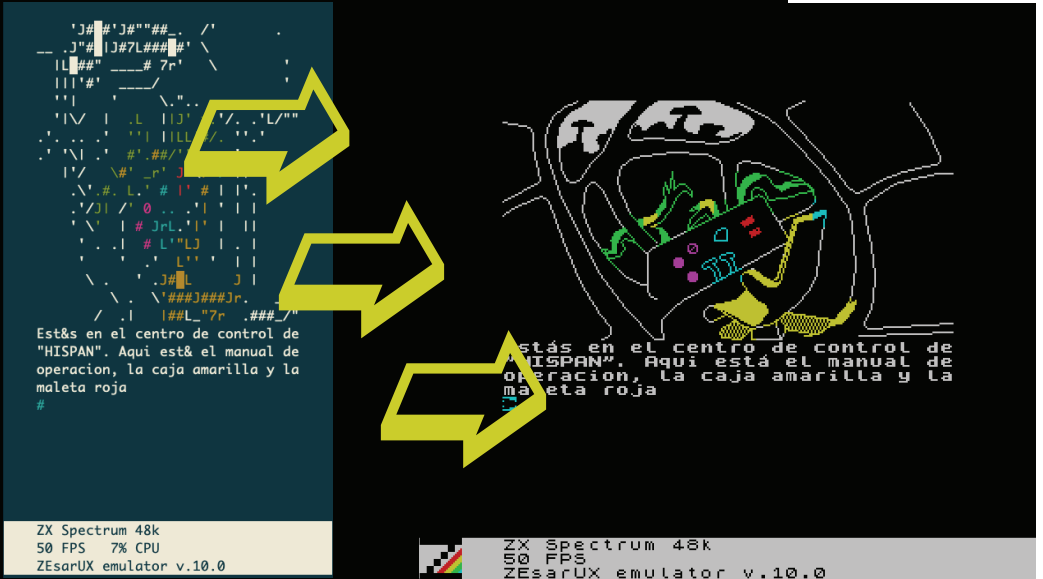 Est&s en el centro de control de
"HISPAN". Aqui est& el manual de
operacion, la caja amarilla y la
maleta roja
#
ZX Spectrum 48k
50 FPS 7% CPU
ZEsarUX emulator v.10.0
stás en el centro de control de
"HISPAN". Aqui está el manual de
operacion, la caja amarilla y la
maleta roja
ZX Spectrum 48k
50 FPS
ZEsarUX emulator v.10.0